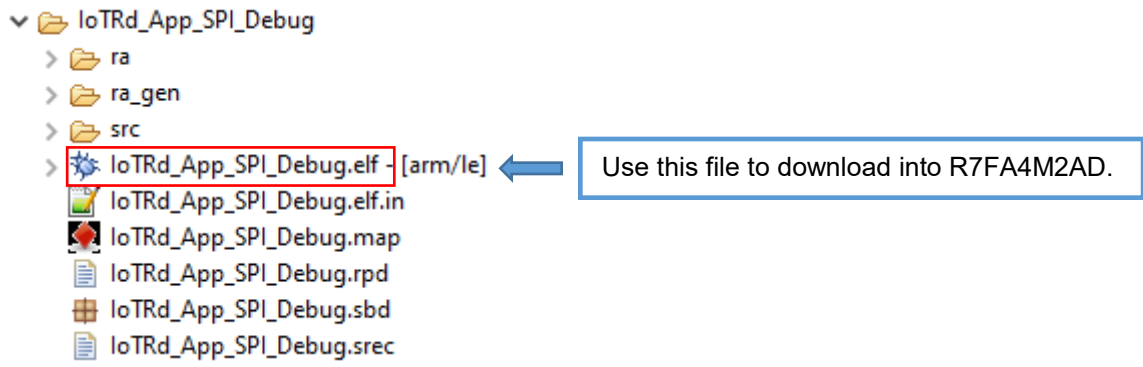 IoTRd_App_SPI_Debug
ra
ra_gen
src
IoTRd_App_SPI_Debug.elf - [arm/le]
Use this file to download into R7FA4M2AD.
IoTRd_App_SPI_Debug.elf.in
IoTRd_App_SPI_Debug.map
IoTRd_App_SPI_Debug.rpd
IoTRd_App_SPI_Debug.sbd
IoTRd_App_SPI_Debug.srec